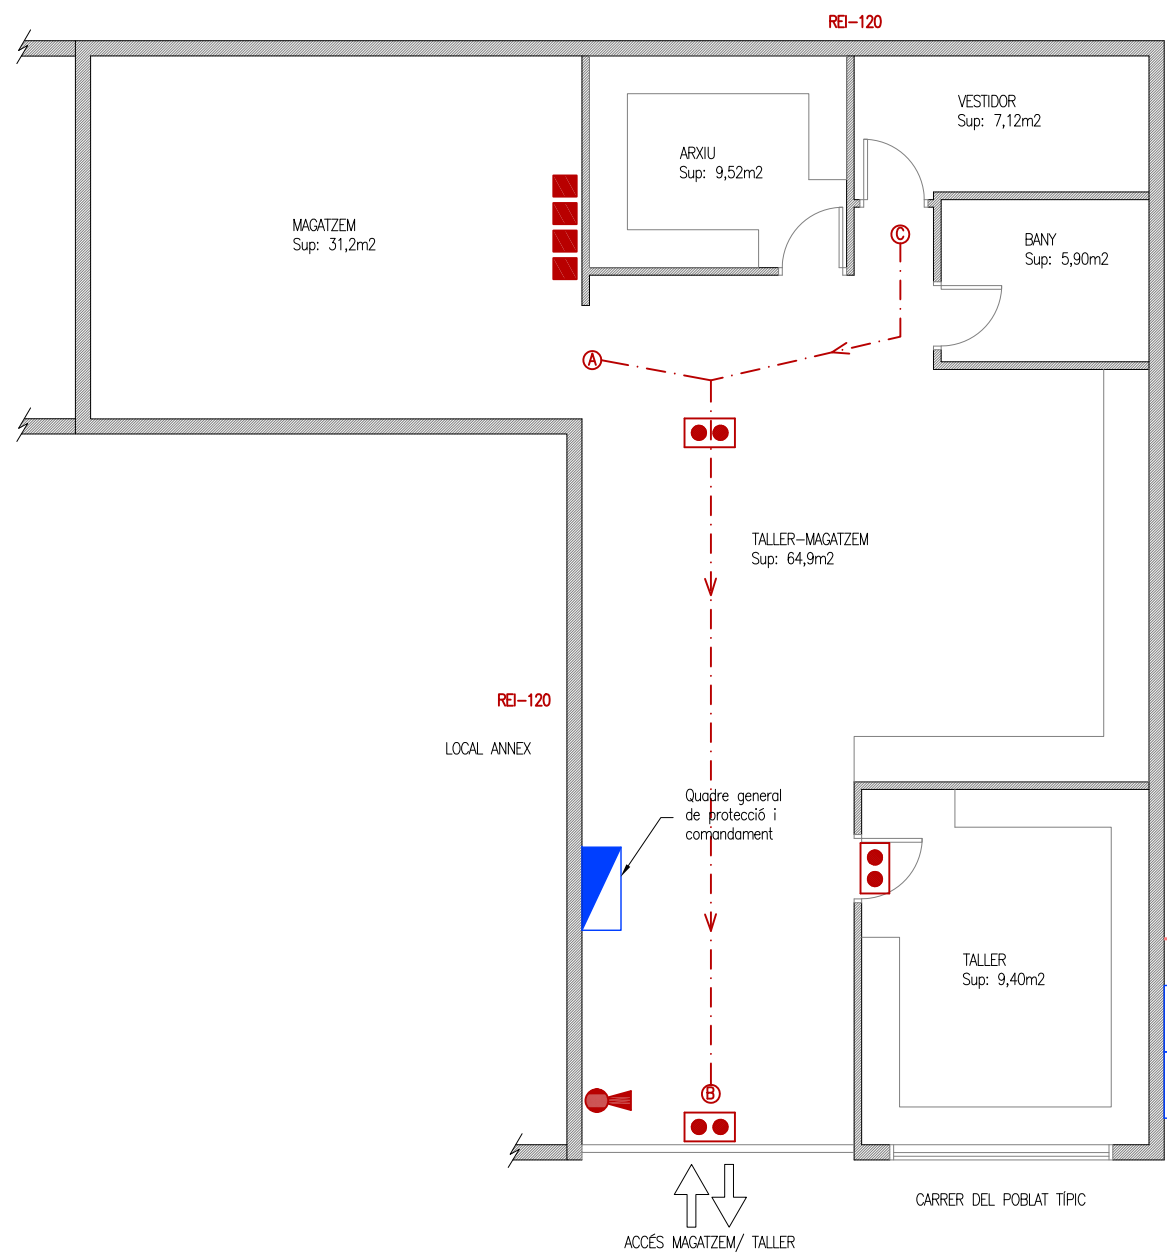 REI-120
VESTIDOR
Sup: 7,12m2
ARXIU
Sup: 9,52m2
MAGATZEM
Sup: 31,2m2
C
BANY
Sup: 5,90m2
A
TALLER-MAGATZEM
Sup: 64,9m2
REI-120
LOCAL ANNEX
Quadre general
de protecció i
comandament
TALLER
Sup: 9,40m2
B
CARRER DEL POBLAT TÍPIC
ACCÉS MAGATZEM/ TALLER